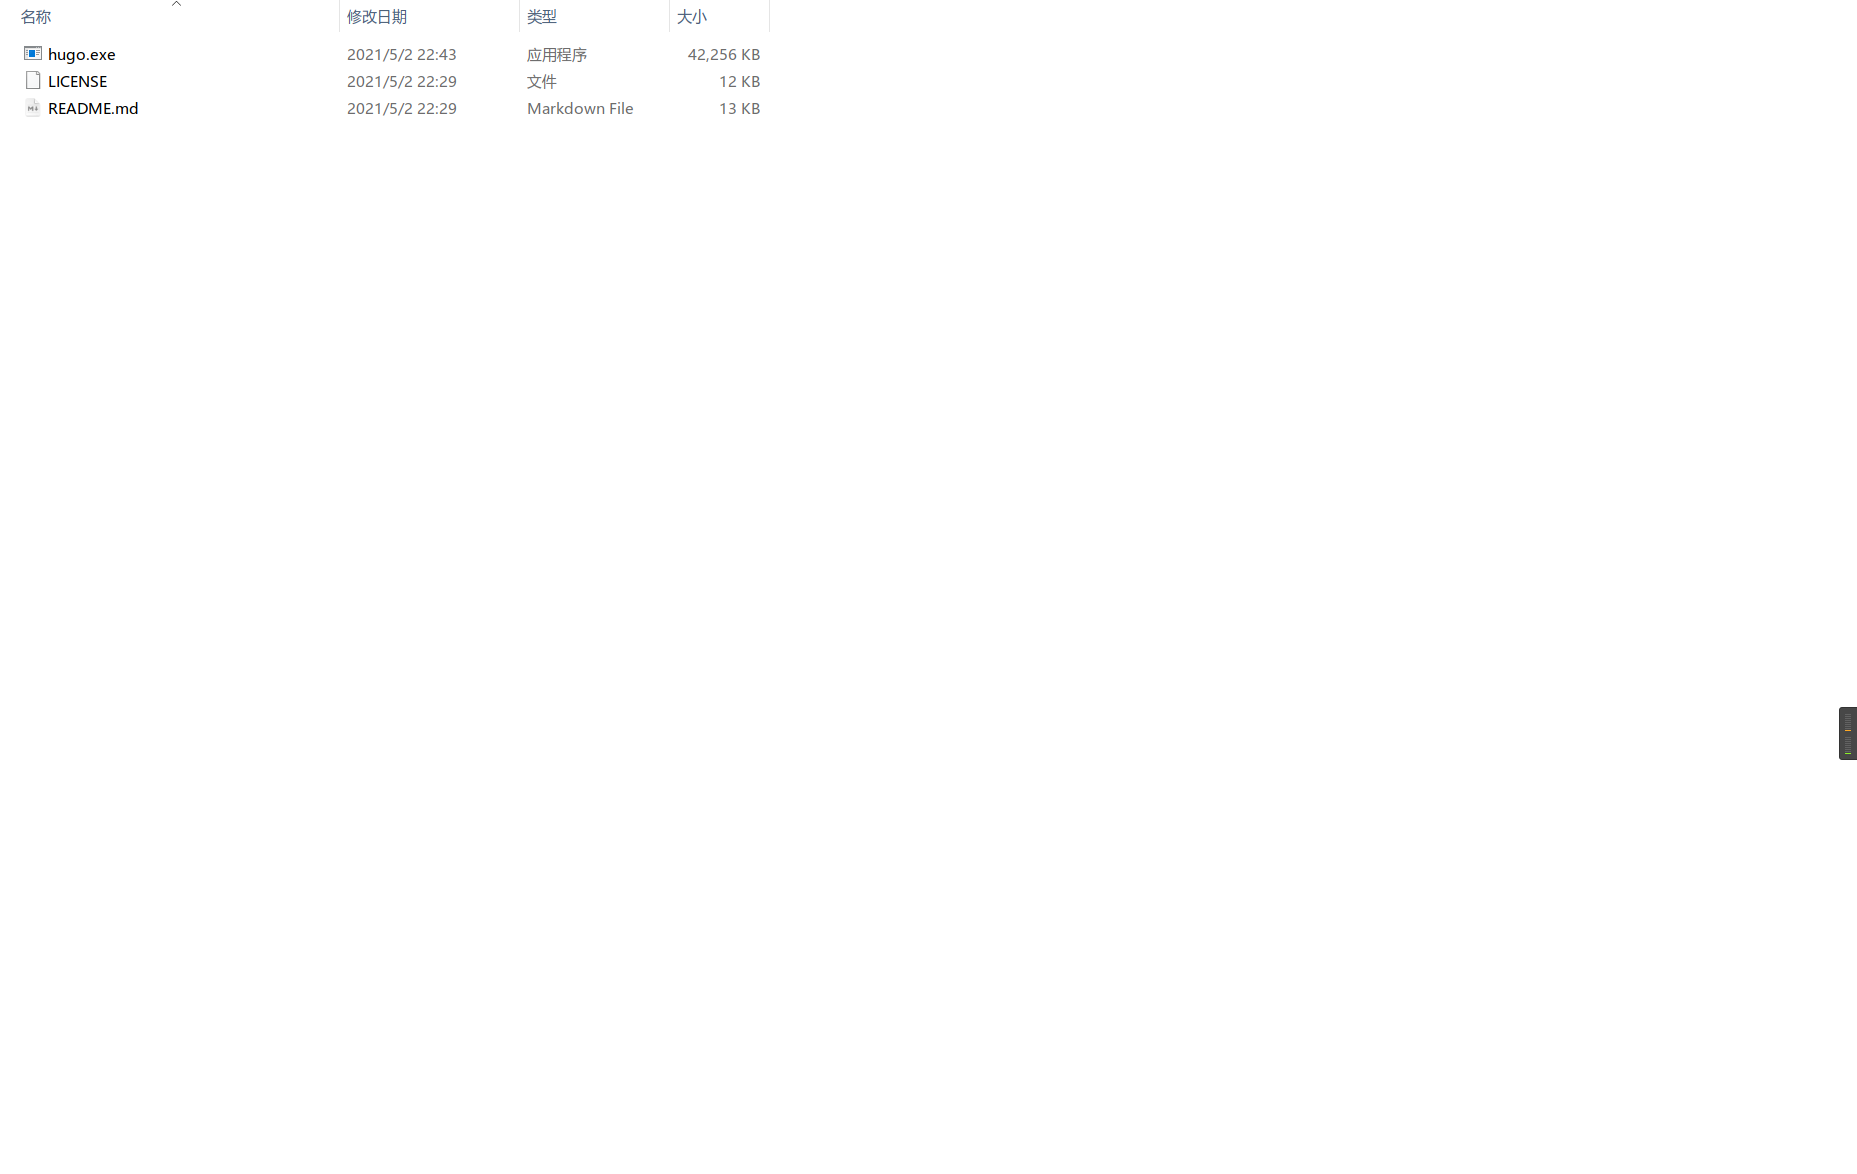 名称 修改日期 类型 大小
hugo.exe 2021/5/2 22:43 应用程序 42,256 KB
LICENSE 2021/5/2 22:29 文件 12 KB
README.md 2021/5/2 22:29 Markdown File 13 KB